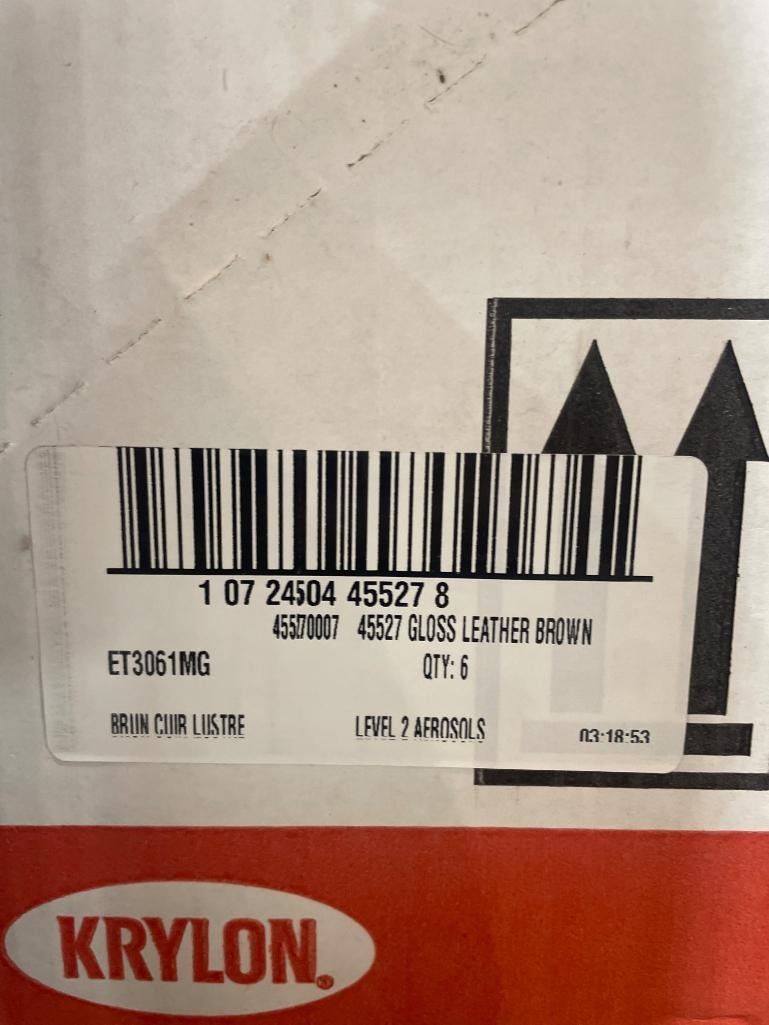 1 07 24504 45527 8
455270007 45527 GLOSS LEATHER BROWN
ET3061MG QTY: 6
BRUN CUIR LUSTRE LEVEL 2 AEROSOLS 03:18:53
KRYLON®